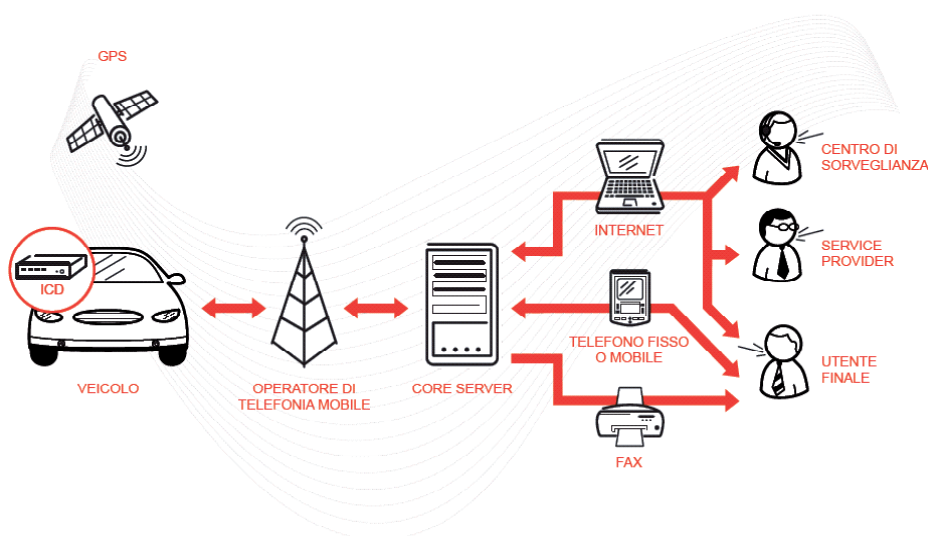 GPS
CENTRO DI
SORVEGLIANZA
INTERNET
SERVICE
PROVIDER
ICD
TELEFONO FISSO
O MOBILE
UTENTE
FINALE
VEICOLO
OPERATORE DI
TELEFONIA MOBILE
CORE SERVER
FAX